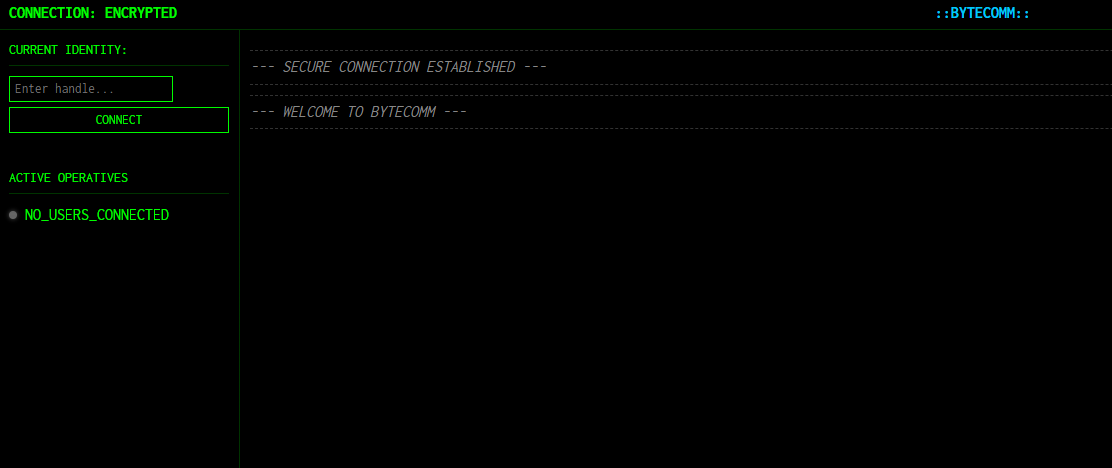 CONNECTION: ENCRYPTED
::BYTECOMM::
CURRENT IDENTITY:
Enter handle...
CONNECT
ACTIVE OPERATIVES
NO_USERS_CONNECTED
--- SECURE CONNECTION ESTABLISHED ---
--- WELCOME TO BYTECOMM ---